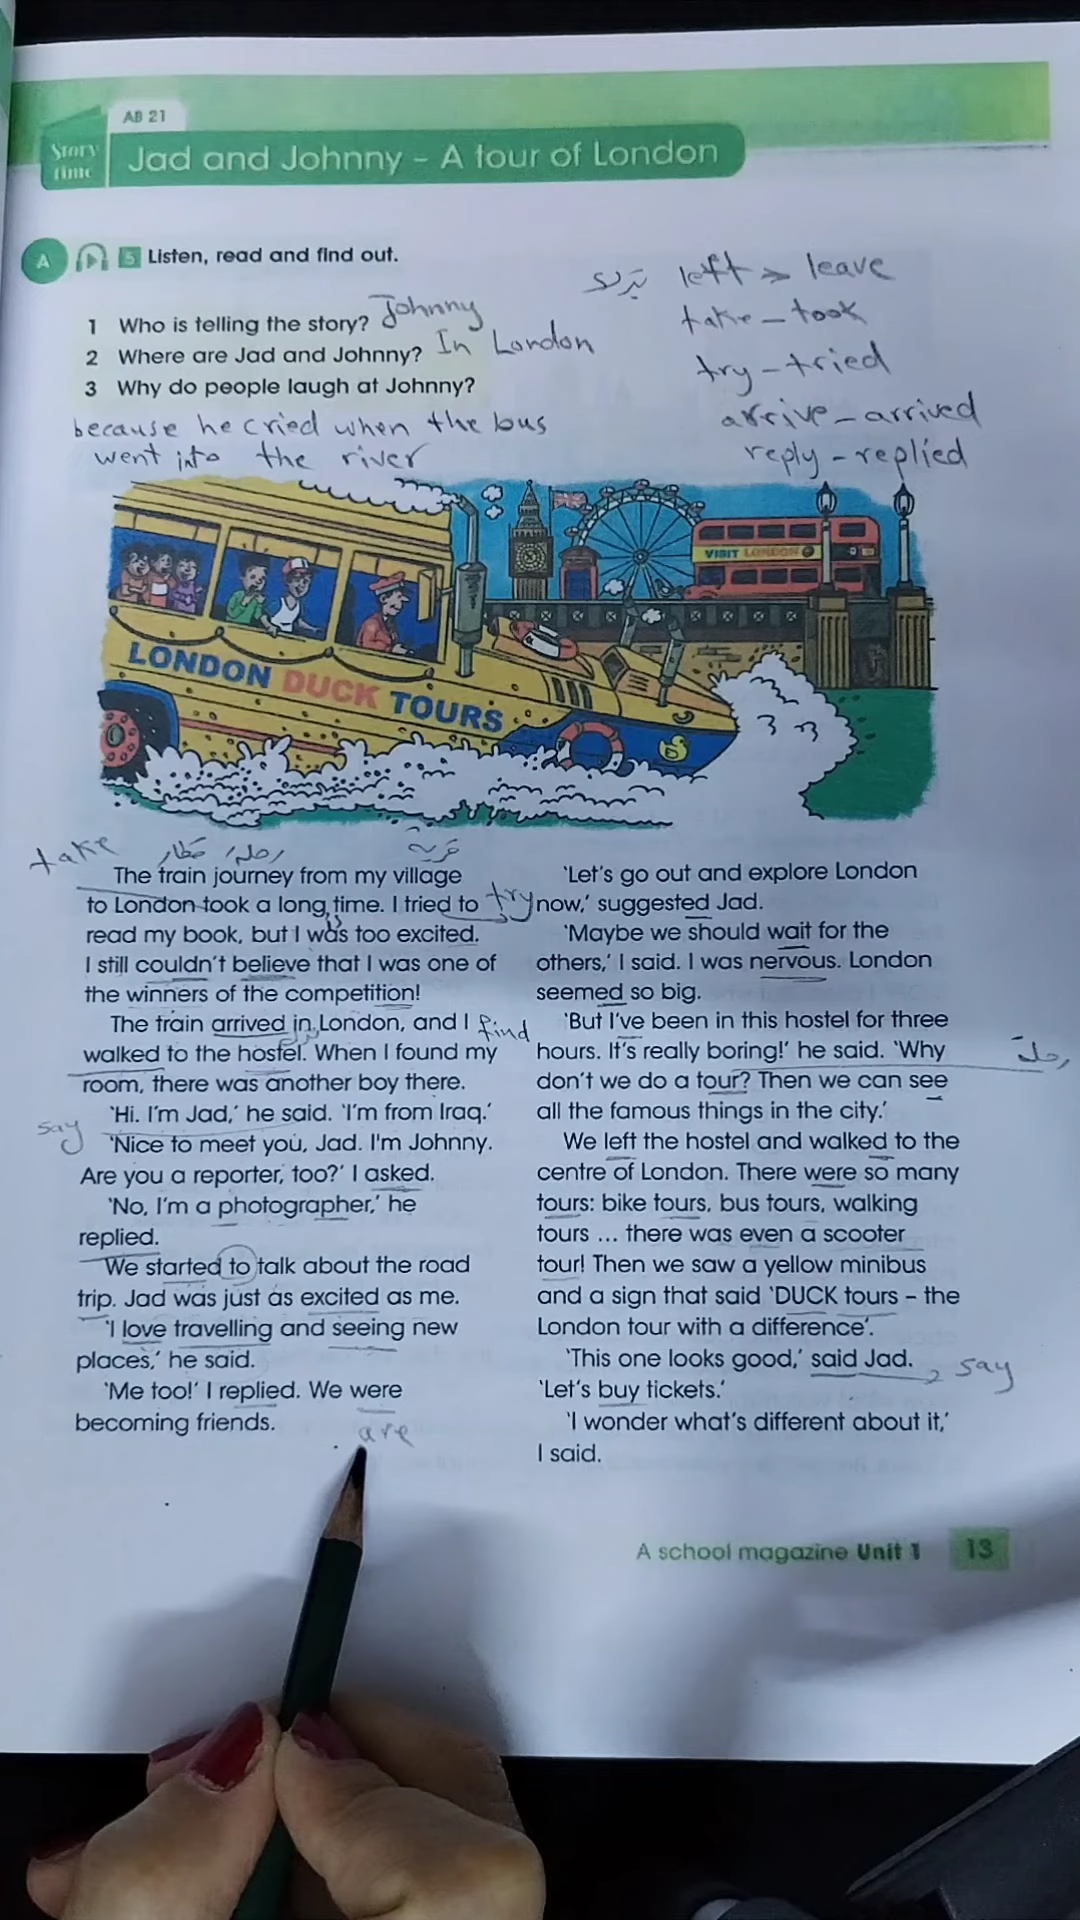 AB 21
Story time
Jad and Johnny – A tour of London
A 5 Listen, read and find out.
1 Who is telling the story? Johnny
2 Where are Jad and Johnny? In London
3 Why do people laugh at Johnny?
because he cried when the bus
went into the river
left > leave
take – took
try – tried
arrive – arrived
reply – replied
VISIT LONDON
LONDON DUCK TOURS
take
رحلة قطار
قرية
The train journey from my village
to London took a long time. I tried to try
read my book, but I was too excited.
I still couldn't believe that I was one of
the winners of the competition!
The train arrived in London, and I find
walked to the hostel. When I found my
room, there was another boy there.
'Hi. I'm Jad,' he said. 'I'm from Iraq.'
say
'Nice to meet you, Jad. I'm Johnny.
Are you a reporter, too?' I asked.
'No, I'm a photographer,' he
replied.
We started to talk about the road
trip. Jad was just as excited as me.
'I love travelling and seeing new
places,' he said.
'Me too!' I replied. We were
becoming friends.
are
'Let's go out and explore London
now,' suggested Jad.
'Maybe we should wait for the
others,' I said. I was nervous. London
seemed so big.
'But I've been in this hostel for three
hours. It's really boring!' he said. 'Why
don't we do a tour? Then we can see
all the famous things in the city.'
We left the hostel and walked to the
centre of London. There were so many
tours: bike tours, bus tours, walking
tours ... there was even a scooter
tour! Then we saw a yellow minibus
and a sign that said 'DUCK tours – the
London tour with a difference'.
'This one looks good,' said Jad. say
'Let's buy tickets.'
'I wonder what's different about it,'
I said.
A school magazine Unit 1 13